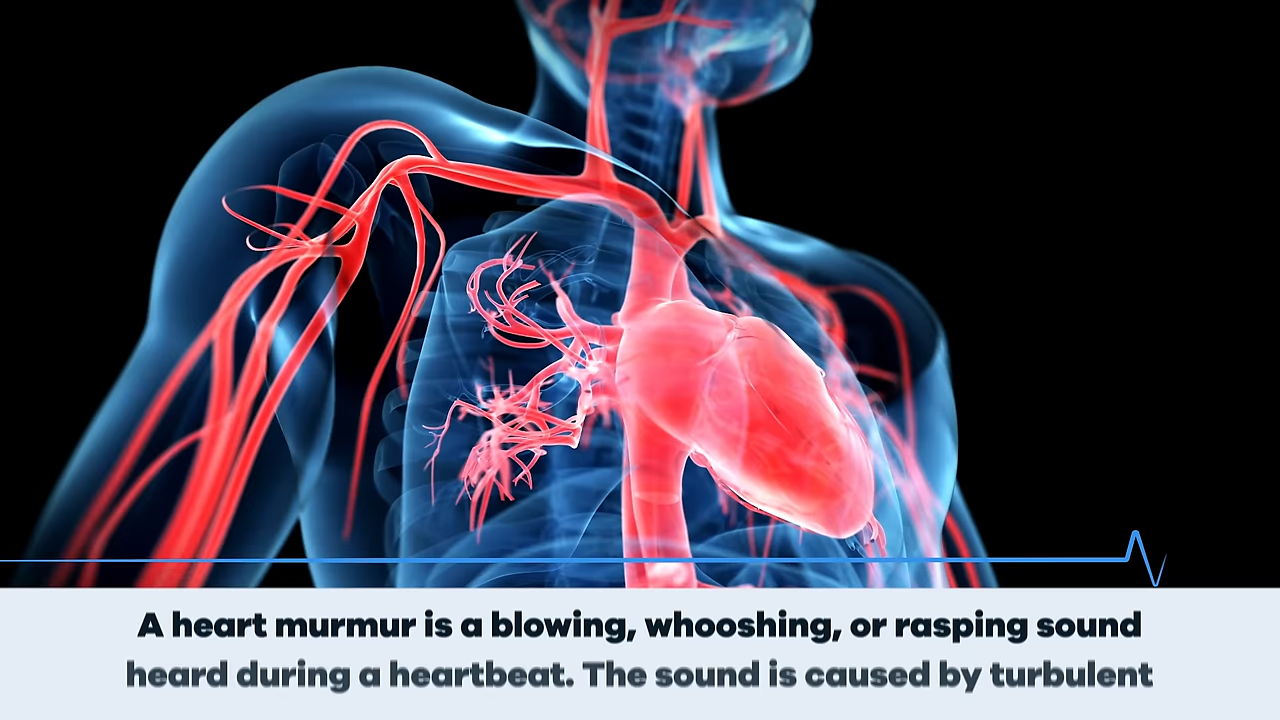 A heart murmur is a blowing, whooshing, or rasping sound
heard during a heartbeat. The sound is caused by turbulent